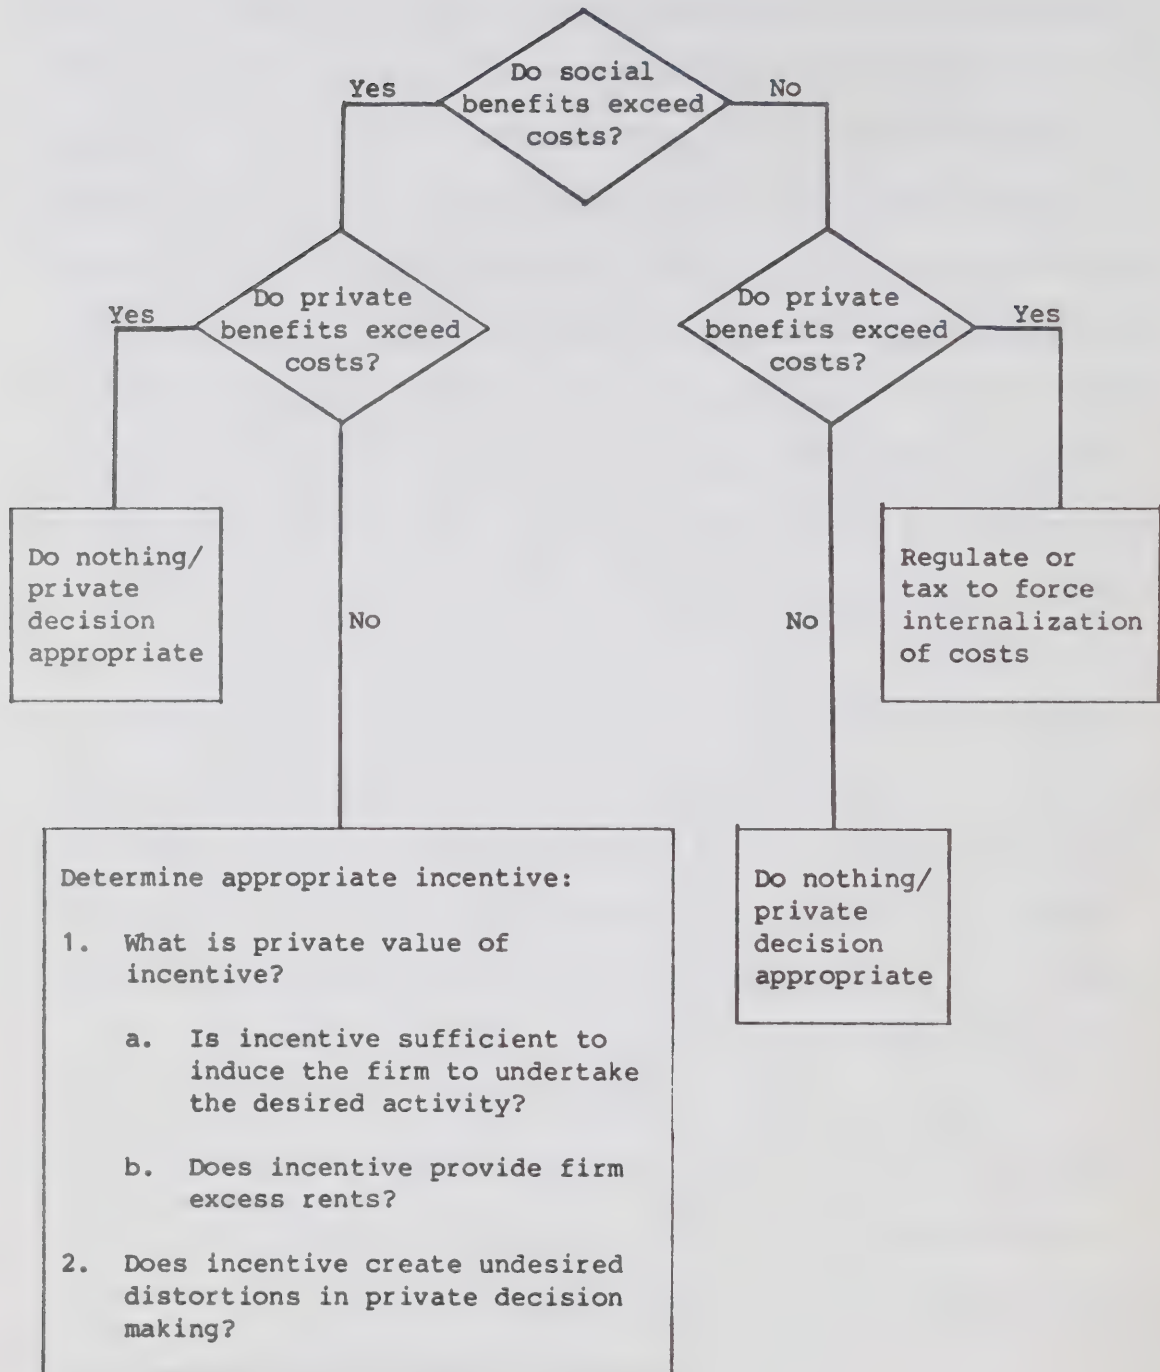 Do social
benefits exceed
costs?
Yes
No
Do private
benefits exceed
costs?
Yes
No
Do private
benefits exceed
costs?
Yes
No
Do nothing/
private
decision
appropriate
Regulate or
tax to force
internalization
of costs
Determine appropriate incentive:
1. What is private value of
incentive?
a. Is incentive sufficient to
induce the firm to undertake
the desired activity?
b. Does incentive provide firm
excess rents?
2. Does incentive create undesired
distortions in private decision
making?
Do nothing/
private
decision
appropriate